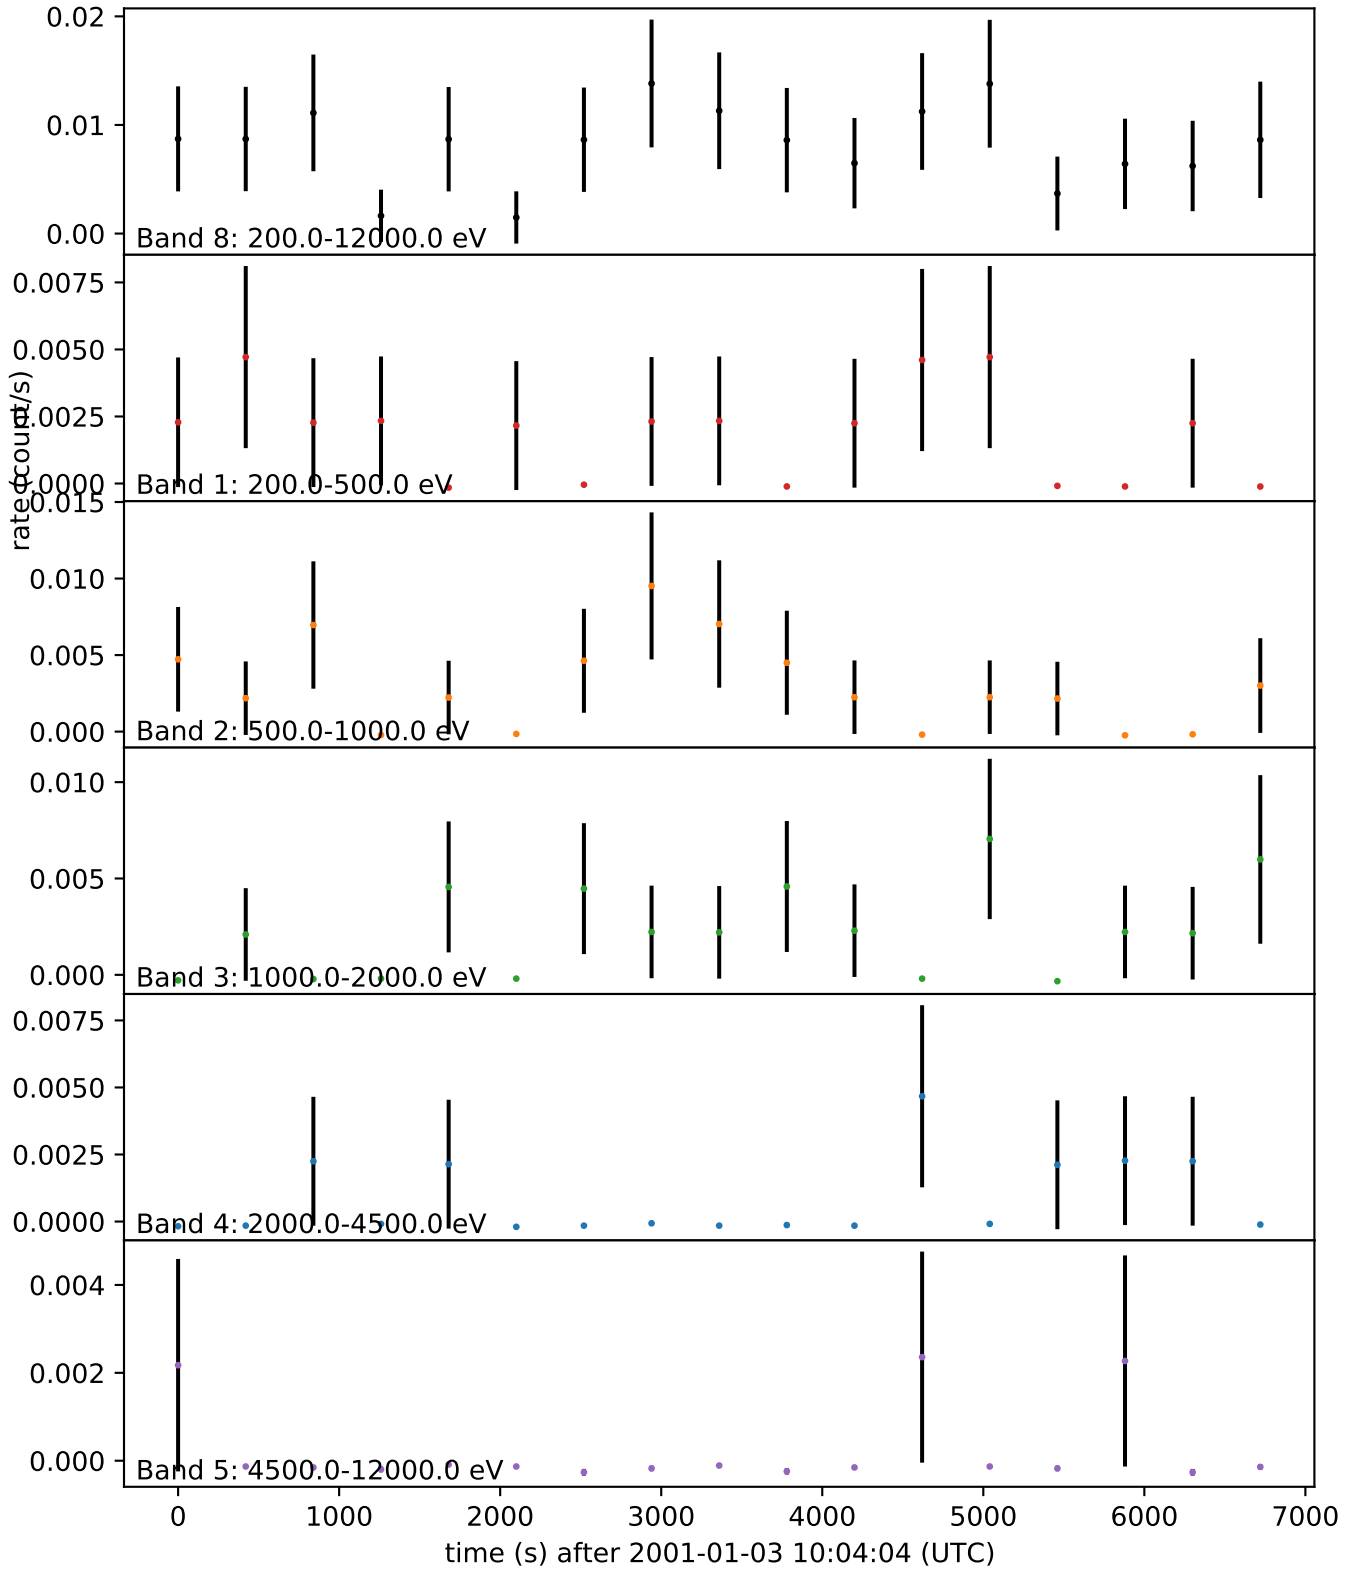 0.02
0.01
0.00
Band 8: 200.0-12000.0 eV
0.0075
0.0050
0.0025
0.0000
Band 1: 200.0-500.0 eV
rate (count/s)
0.015
0.010
0.005
0.000
Band 2: 500.0-1000.0 eV
0.010
0.005
0.000
Band 3: 1000.0-2000.0 eV
0.0075
0.0050
0.0025
0.0000
Band 4: 2000.0-4500.0 eV
0.004
0.002
0.000
Band 5: 4500.0-12000.0 eV
0 1000 2000 3000 4000 5000 6000 7000
time (s) after 2001-01-03 10:04:04 (UTC)